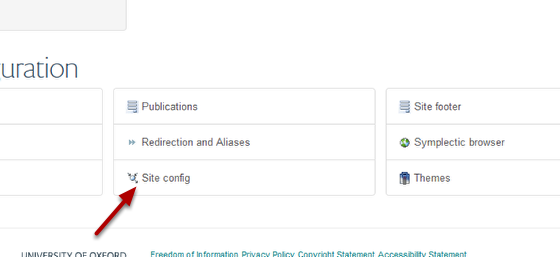 uration
Publications
Site footer
Redirection and Aliases
Symplectic browser
Site config
Themes
UNIVERSITY OF OXFORD
Freedom of Information Privacy Policy Copyright Statement Accessibility Statement